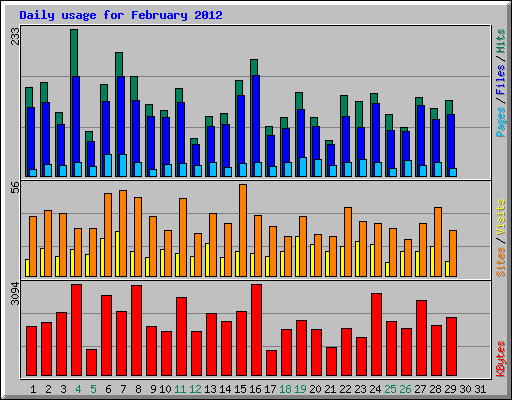 Daily usage for February 2012
233
Pages / Files / Hits
56
Sites / Visits
3094
KBytes
1 2 3 4 5 6 7 8 9 10 11 12 13 14 15 16 17 18 19 20 21 22 23 24 25 26 27 28 29 30 31